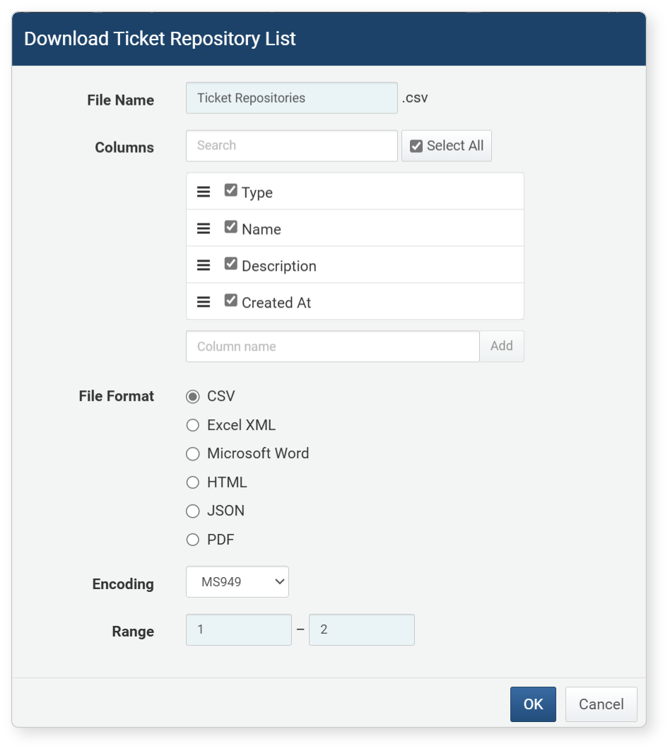 Download Ticket Repository List
File Name
Ticket Repositories
.csv
Columns
Search
Select All
Type
Name
Description
Created At
Column name
Add
File Format
CSV
Excel XML
Microsoft Word
HTML
JSON
PDF
Encoding
MS949
Range
1
–
2
OK
Cancel